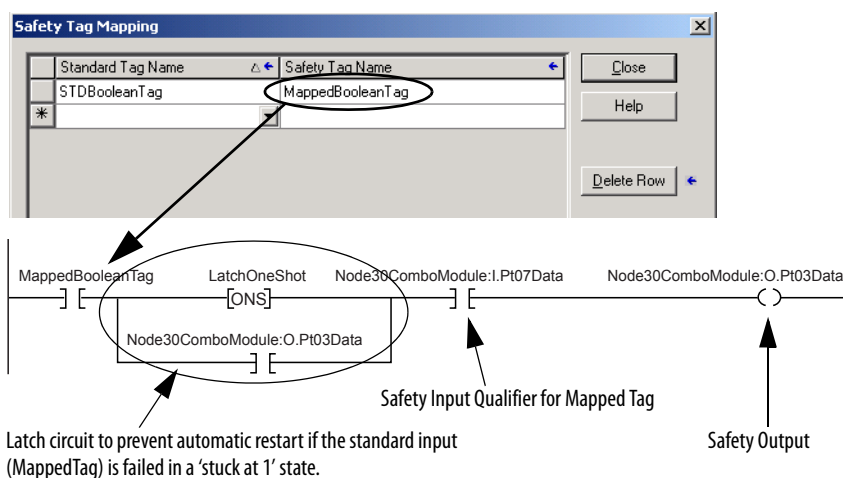 Safety Tag Mapping
Standard Tag Name
Safety Tag Name
Close
STDBooleanTag
MappedBooleanTag
Help
Delete Row
MappedBooleanTag
LatchOneShot
Node30ComboModule:I.Pt07Data
Node30ComboModule:O.Pt03Data
ONS
Node30ComboModule:O.Pt03Data
Safety Input Qualifier for Mapped Tag
Latch circuit to prevent automatic restart if the standard input
(MappedTag) is failed in a ‘stuck at 1’ state.
Safety Output